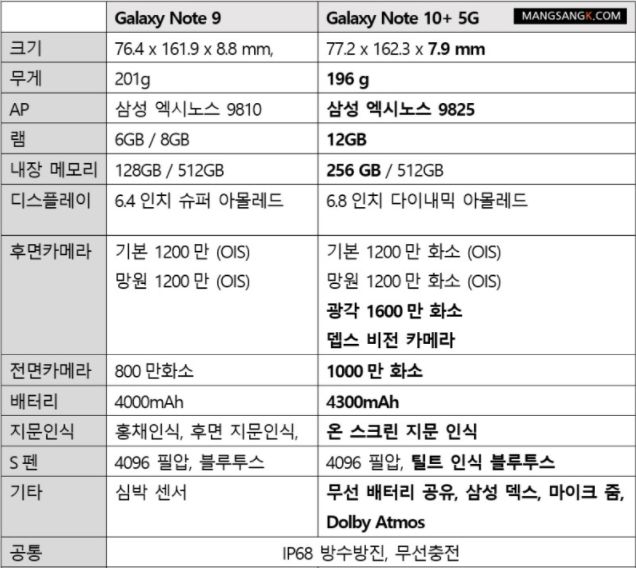 Galaxy Note 9 Galaxy Note 10+ 5G MANGSANGK.COM
크기 76.4 x 161.9 x 8.8 mm, 77.2 x 162.3 x 7.9 mm
무게 201g 196 g
AP 삼성 엑시노스 9810 삼성 엑시노스 9825
램 6GB / 8GB 12GB
내장 메모리 128GB / 512GB 256 GB / 512GB
디스플레이 6.4 인치 슈퍼 아몰레드 6.8 인치 다이내믹 아몰레드
후면카메라 기본 1200 만 (OIS) 기본 1200 만 화소 (OIS)
망원 1200 만 (OIS) 망원 1200 만 화소 (OIS)
광각 1600 만 화소
뎁스 비전 카메라
전면카메라 800 만화소 1000 만 화소
배터리 4000mAh 4300mAh
지문인식 홍채인식, 후면 지문인식, 온 스크린 지문 인식
S 펜 4096 필압, 블루투스 4096 필압, 틸트 인식 블루투스
기타 심박 센서 무선 배터리 공유, 삼성 덱스, 마이크 줌,
Dolby Atmos
공통 IP68 방수방진, 무선충전